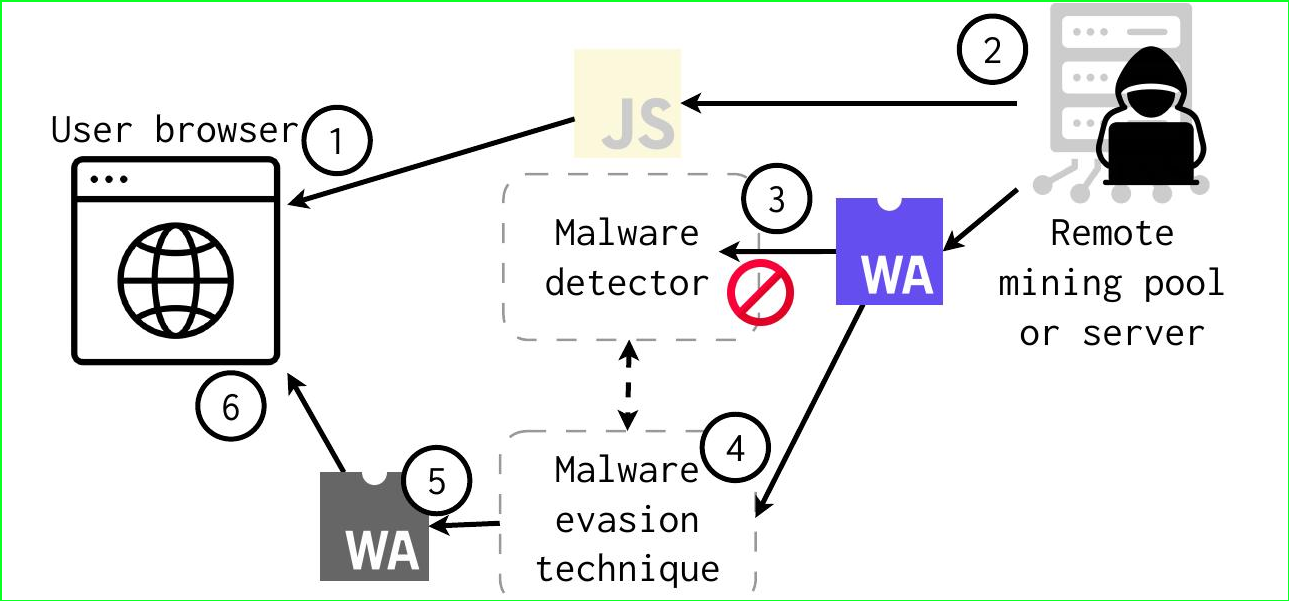 2
JS
User browser
1
3
Malware
detector
WA
Remote
mining pool
or server
6
4
Malware
evasion
technique
5
WA